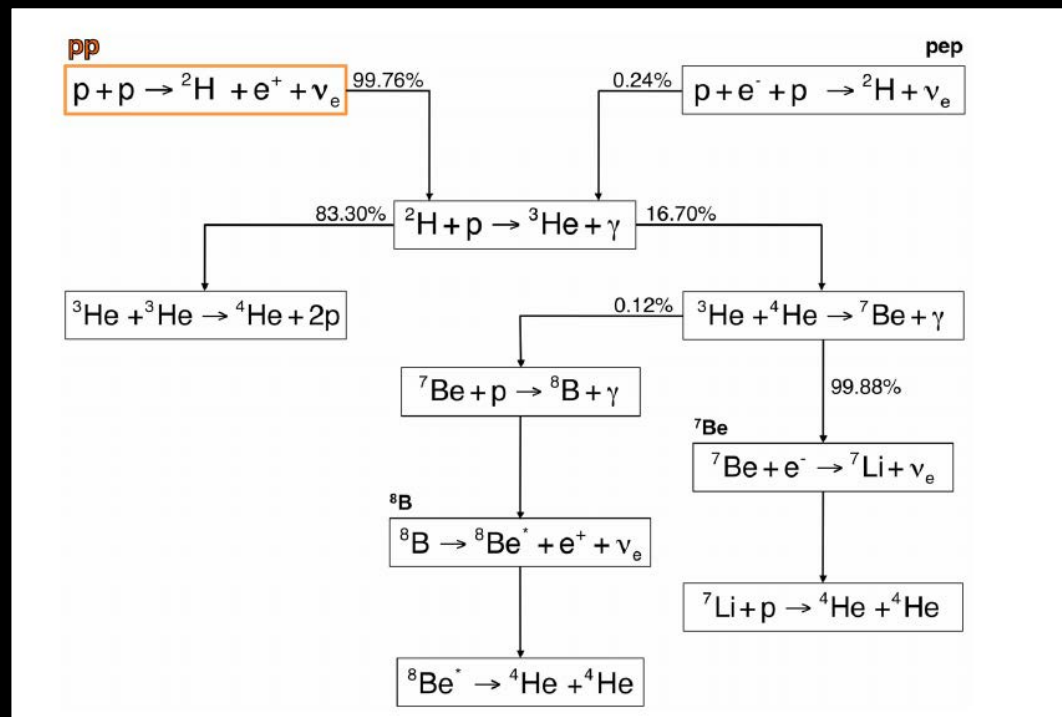 pp
pep
p + p → ²H + e⁺ + νₑ
99.76%
0.24%
p + e⁻ + p → ²H + νₑ
83.30%
²H + p → ³He + γ
16.70%
³He + ³He → ⁴He + 2p
0.12%
³He + ⁴He → ⁷Be + γ
⁷Be + p → ⁸B + γ
99.88%
⁷Be
⁷Be + e⁻ → ⁷Li + νₑ
⁸B
⁸B → ⁸Be* + e⁺ + νₑ
⁷Li + p → ⁴He + ⁴He
⁸Be* → ⁴He + ⁴He